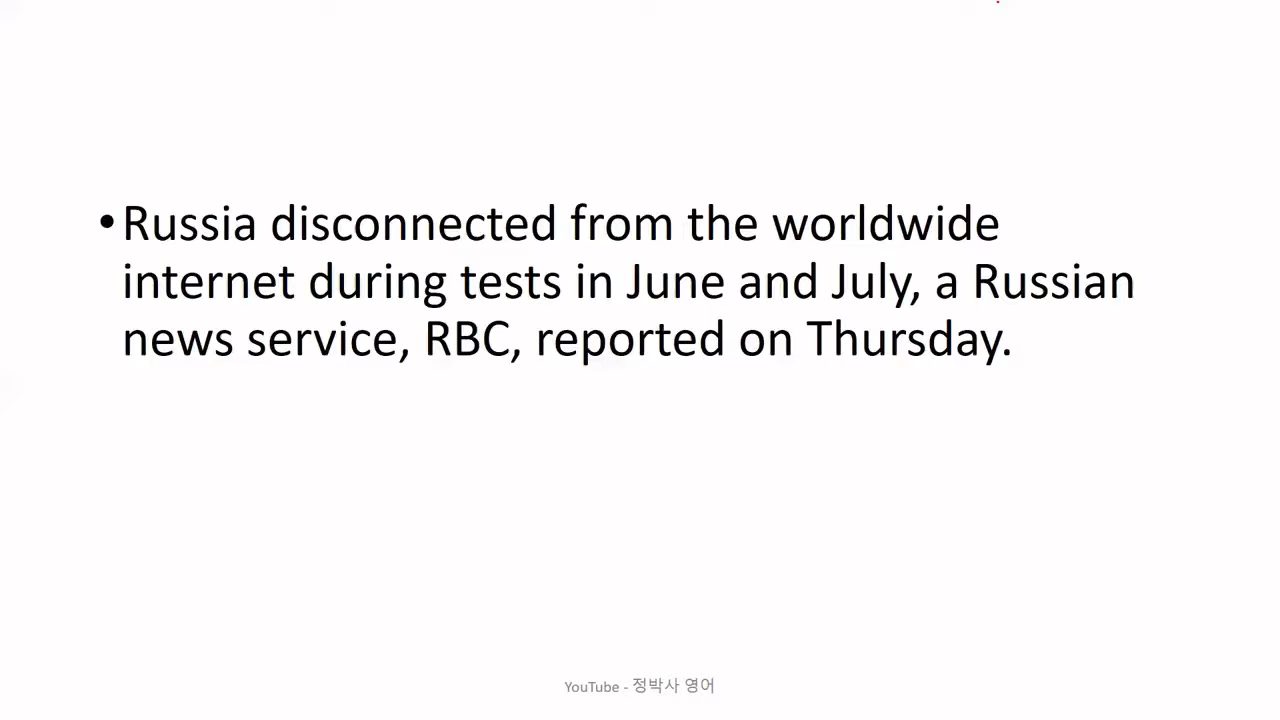 •Russia disconnected from the worldwide
internet during tests in June and July, a Russian
news service, RBC, reported on Thursday.
YouTube - 정박사 영어